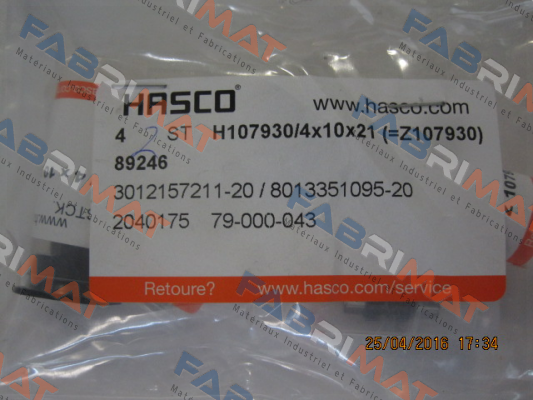 HASCO®
www.hasco.com
4 2 ST H107930/4x10x21 (=Z107930)
89246
3012157211-20 / 8013351095-20
2040175 79-000-043
Retoure? www.hasco.com/service
25/04/2016 17:34
FABRIMAT
Materiaux Industriel et Fabrications